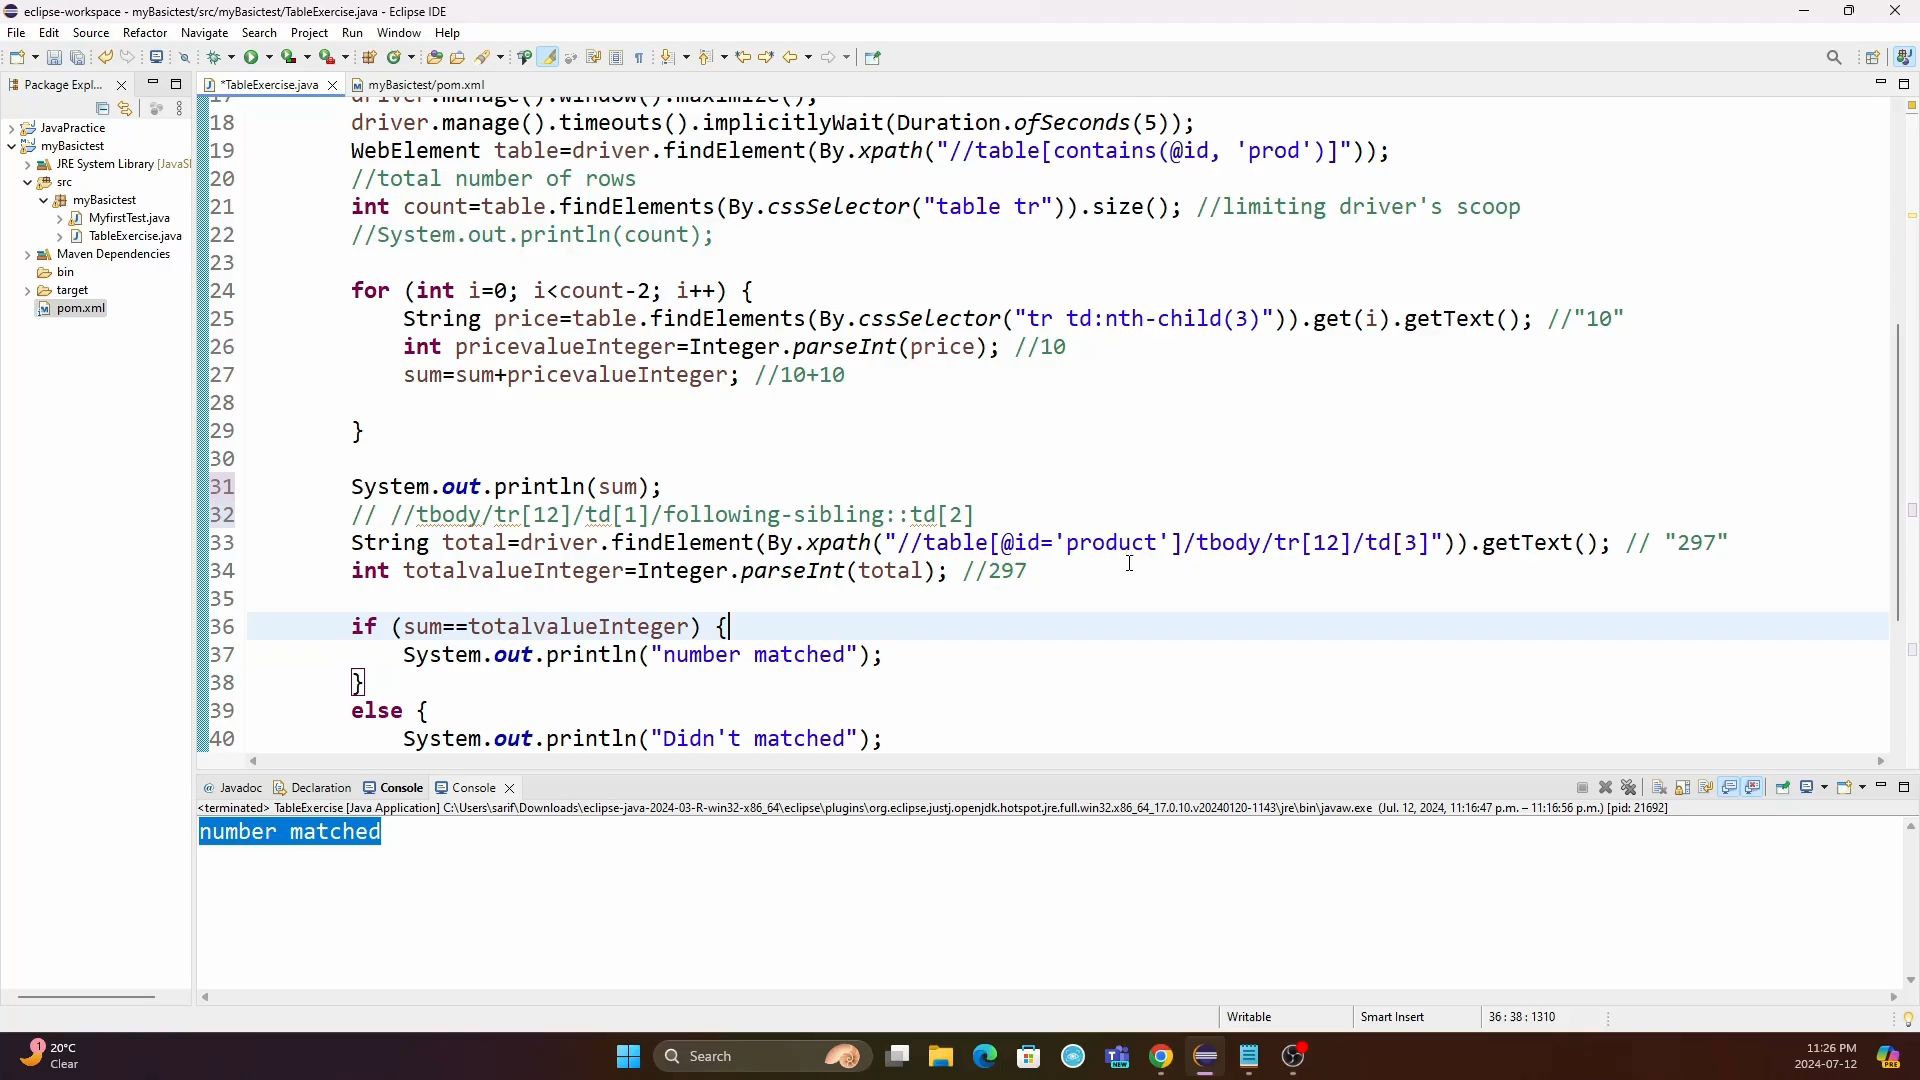 eclipse-workspace - myBasictest/src/myBasictest/TableExercise.java - Eclipse IDE
File Edit Source Refactor Navigate Search Project Run Window Help
Package Expl...
*TableExercise.java
myBasictest/pom.xml
JavaPractice
myBasictest
JRE System Library [JavaS
src
myBasictest
MyfirstTest.java
TableExercise.java
Maven Dependencies
bin
target
pom.xml
17 driver.manage().window().maximize();
18 driver.manage().timeouts().implicitlyWait(Duration.ofSeconds(5));
19 WebElement table=driver.findElement(By.xpath("//table[contains(@id, 'prod')]"));
20 //total number of rows
21 int count=table.findElements(By.cssSelector("table tr")).size(); //limiting driver's scoop
22 //System.out.println(count);
23
24 for (int i=0; i<count-2; i++) {
25 String price=table.findElements(By.cssSelector("tr td:nth-child(3)")).get(i).getText(); //"10"
26 int pricevalueInteger=Integer.parseInt(price); //10
27 sum=sum+pricevalueInteger; //10+10
28
29 }
30
31 System.out.println(sum);
32 // //tbody/tr[12]/td[1]/following-sibling::td[2]
33 String total=driver.findElement(By.xpath("//table[@id='product']/tbody/tr[12]/td[3]")).getText(); // "297"
34 int totalvalueInteger=Integer.parseInt(total); //297
35
36 if (sum==totalvalueInteger) {
37 System.out.println("number matched");
38 }
39 else {
40 System.out.println("Didn't matched");
@ Javadoc Declaration Console Console
<terminated> TableExercise [Java Application] C:\Users\sarif\Downloads\eclipse-java-2024-03-R-win32-x86_64\eclipse\plugins\org.eclipse.justj.openjdk.hotspot.jre.full.win32.x86_64_17.0.10.v20240120-1143\jre\bin\javaw.exe (Jul. 12, 2024, 11:16:47 p.m. – 11:16:56 p.m.) [pid: 21692]
number matched
Writable Smart Insert 36 : 38 : 1310
1
20°C
Clear
Search
NEW
11:26 PM
2024-07-12
PRE